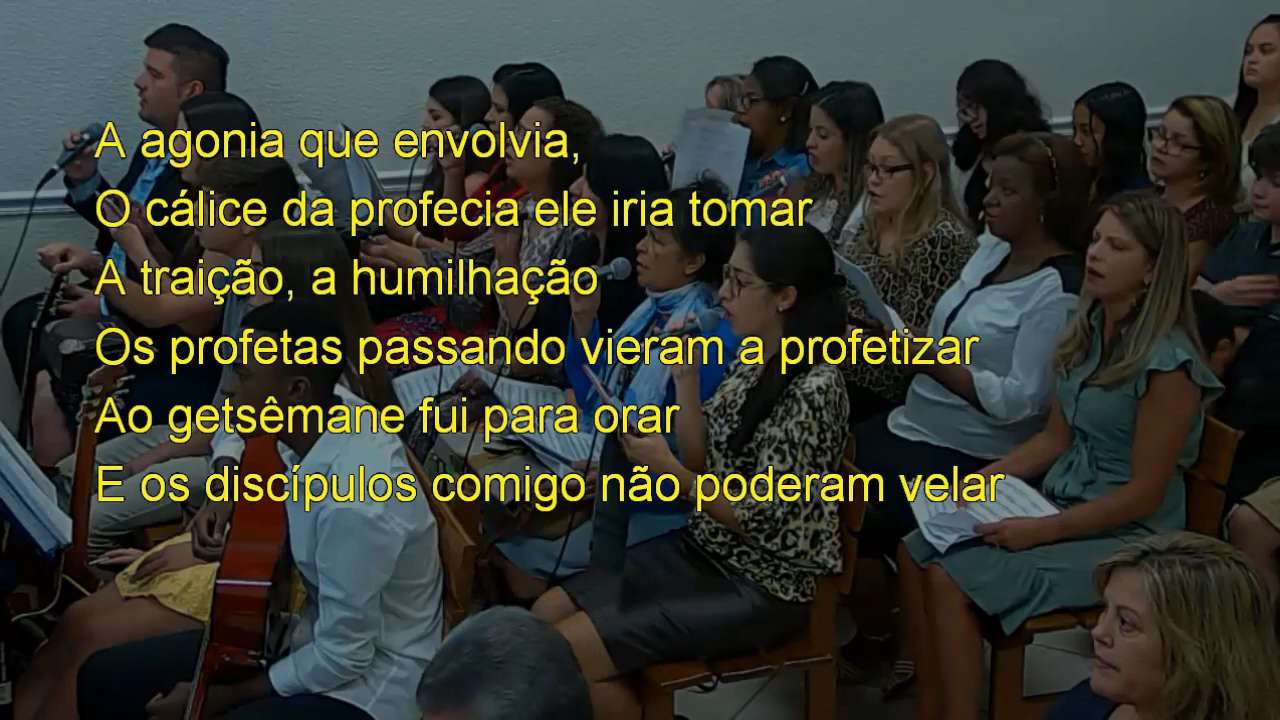 A agonia que envolvia,
O cálice da profecia ele iria tomar
A traição, a humilhação
Os profetas passando vieram a profetizar
Ao getsêmane fui para orar
E os discípulos comigo não poderam velar